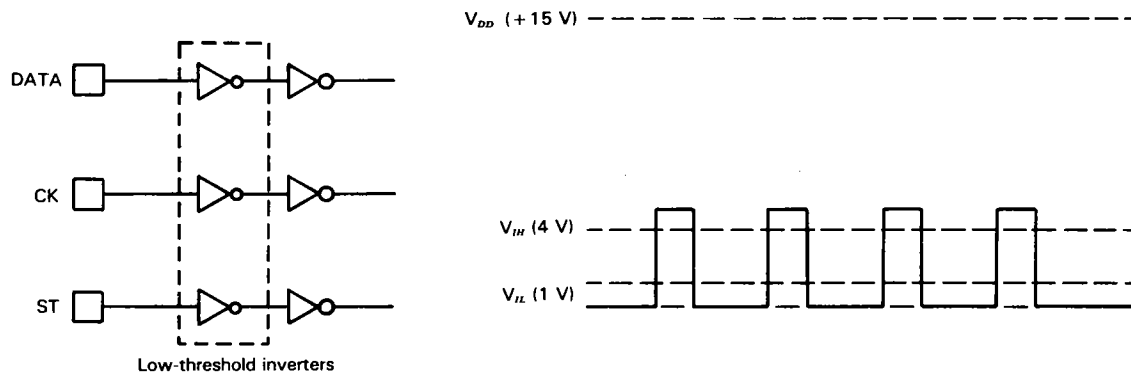 DATA
CK
ST
Low-threshold inverters
V_DD (+15 V)
V_IH (4 V)
V_IL (1 V)